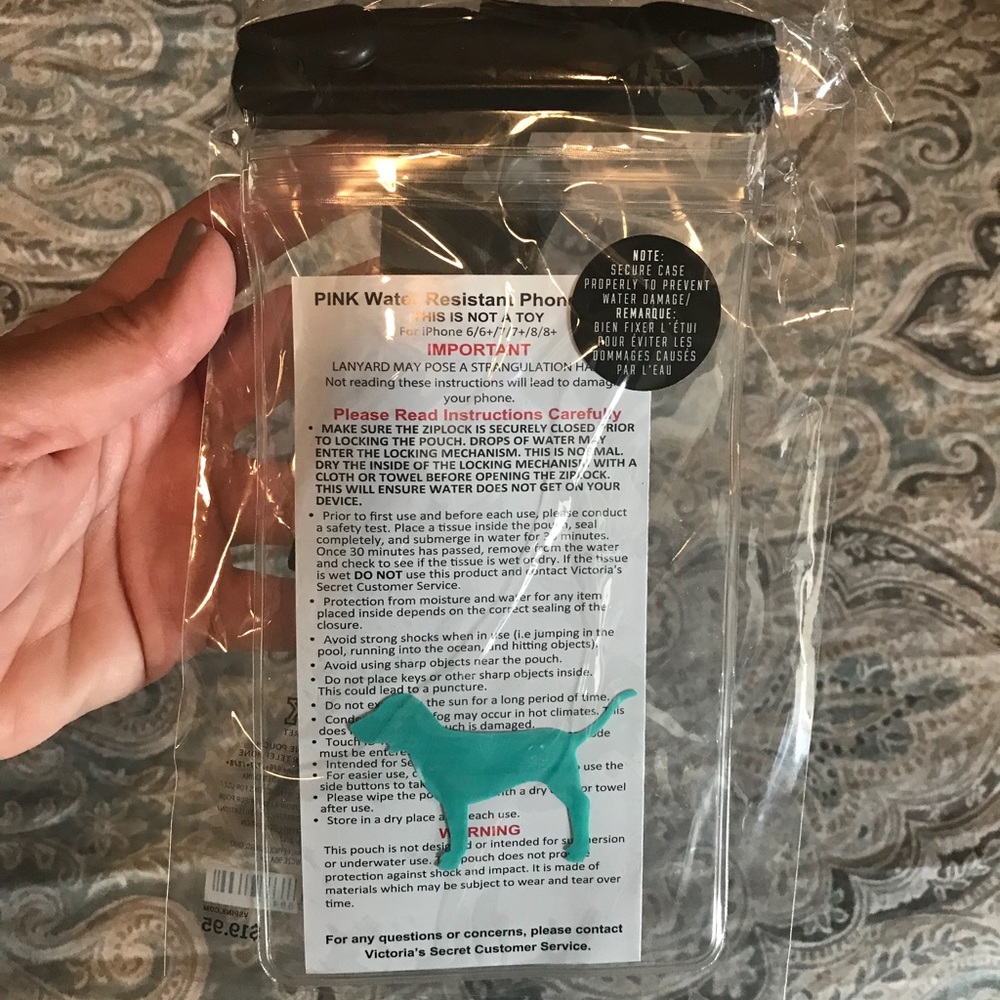 NOTE:
SECURE CASE
PROPERLY TO PREVENT
WATER DAMAGE/
REMARQUE:
BIEN FIXER L'ÉTUI
POUR ÉVITER LES
DOMMAGES CAUSÉS
PAR L'EAU
PINK Water Resistant Phone
THIS IS NOT A TOY
For iPhone 6/6+/7/7+/8/8+
IMPORTANT
LANYARD MAY POSE A STRANGULATION HA
Not reading these instructions will lead to damag
your phone.
Please Read Instructions Carefully
• MAKE SURE THE ZIPLOCK IS SECURELY CLOSED PRIOR
TO LOCKING THE POUCH. DROPS OF WATER MAY
ENTER THE LOCKING MECHANISM. THIS IS NORMAL.
DRY THE INSIDE OF THE LOCKING MECHANISM WITH A
CLOTH OR TOWEL BEFORE OPENING THE ZIPLOCK.
THIS WILL ENSURE WATER DOES NOT GET ON YOUR
DEVICE.
• Prior to first use and before each use, please conduct
a safety test. Place a tissue inside the pouch, seal
completely, and submerge in water for 30 minutes.
Once 30 minutes has passed, remove from the water
and check to see if the tissue is wet or dry. If the tissue
is wet DO NOT use this product and contact Victoria's
Secret Customer Service.
• Protection from moisture and water for any item
placed inside depends on the correct sealing of the
closure.
• Avoid strong shocks when in use (i.e jumping in the
pool, running into the ocean, and hitting objects).
• Avoid using sharp objects near the pouch.
• Do not place keys or other sharp objects inside.
This could lead to a puncture.
• Do not ex the sun for a long period of time.
• Conde fog may occur in hot climates. This
does uch is damaged.
• Touch ode
must be entere
• Intended for Se
• For easier use, c use the
side buttons to tak
• Please wipe the po with a dry or towel
after use.
• Store in a dry place each use.
WARNING
This pouch is not designed or intended for submersion
or underwater use. pouch does not pro
protection against shock and impact. It is made of
materials which may be subject to wear and tear over
time.
For any questions or concerns, please contact
Victoria's Secret Customer Service.
VSPINK.COM
$19.95